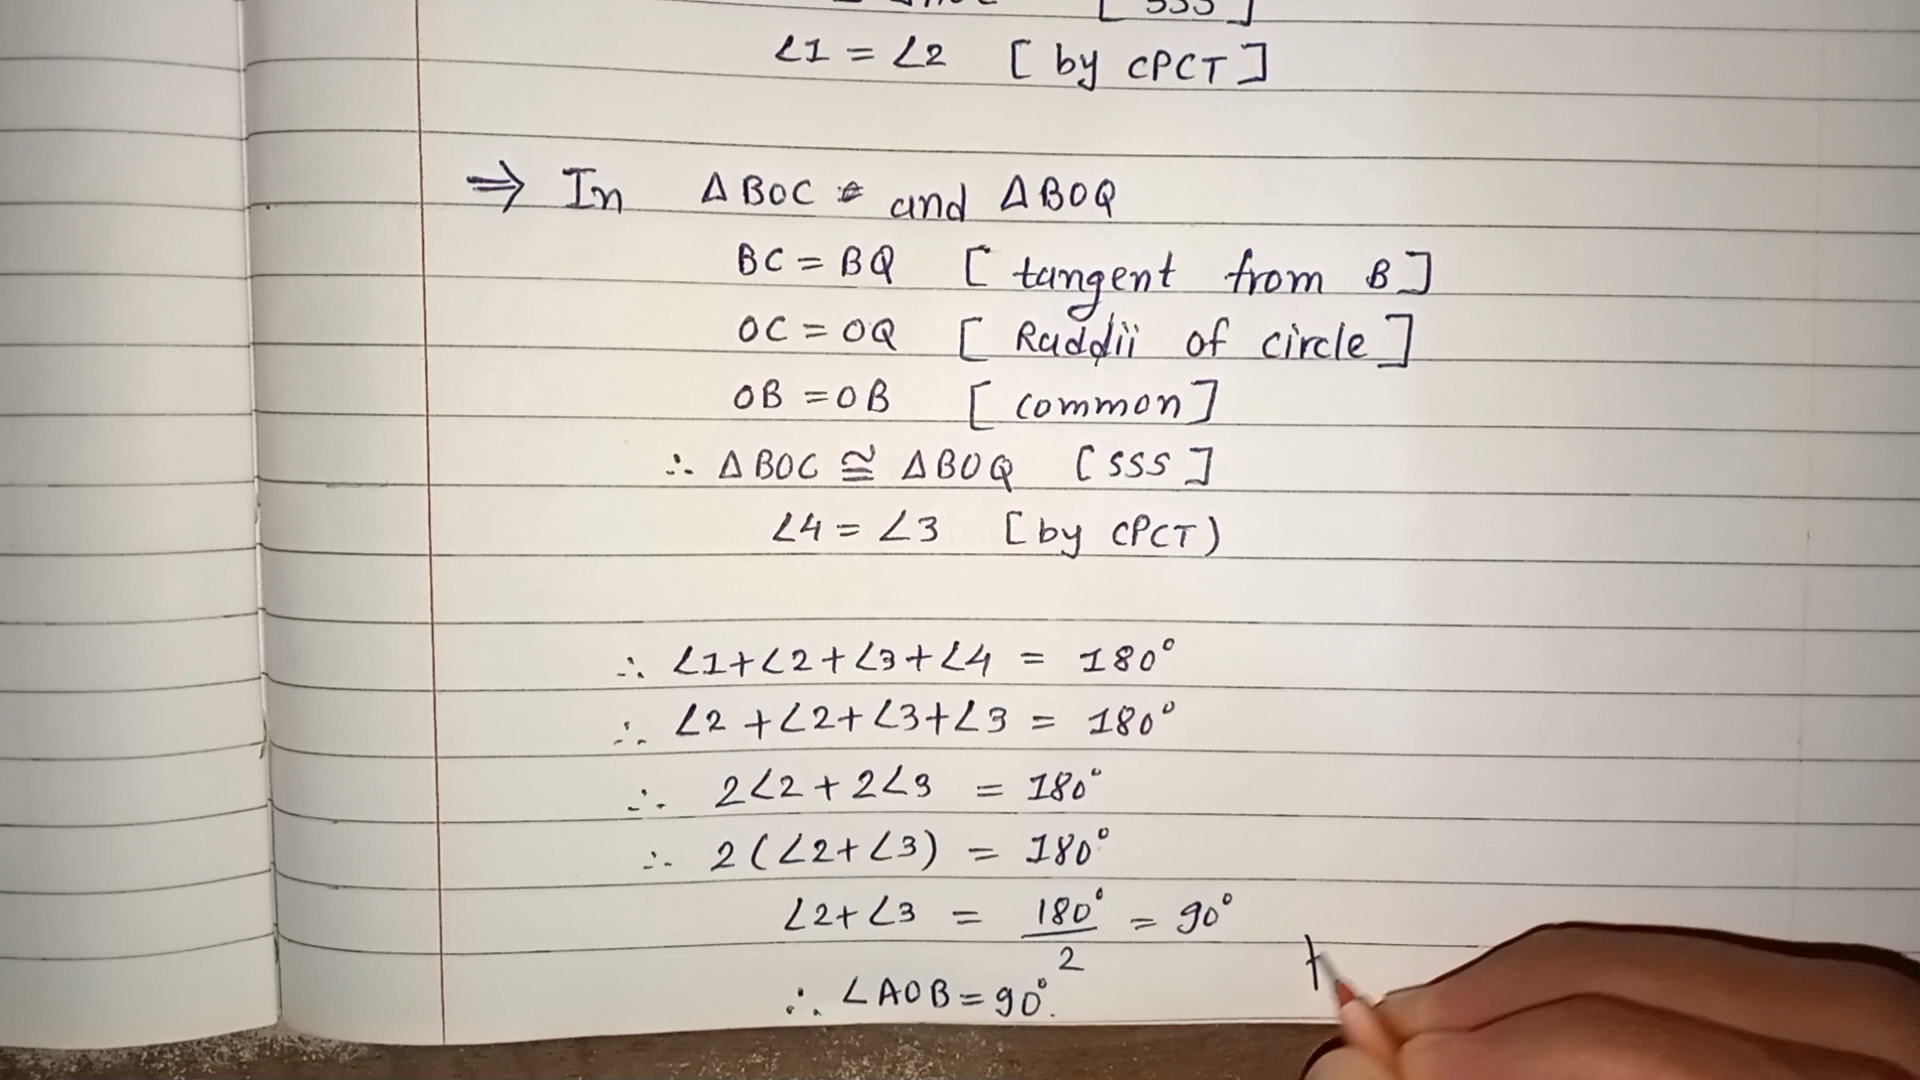 [ SSS ]
∠1 = ∠2 [ by CPCT ]
⇒ In ΔBOC and ΔBOQ
BC = BQ [ tangent from B ]
OC = OQ [ Raddii of circle ]
OB = OB [ common ]
∴ ΔBOC ≅ ΔBOQ [ SSS ]
∠4 = ∠3 [ by CPCT )
∴ ∠1+∠2+∠3+∠4 = 180°
∴ ∠2+∠2+∠3+∠3 = 180°
∴ 2∠2 + 2∠3 = 180°
∴ 2(∠2+∠3) = 180°
∠2+∠3 = 180°/2 = 90°
∴ ∠AOB = 90°.